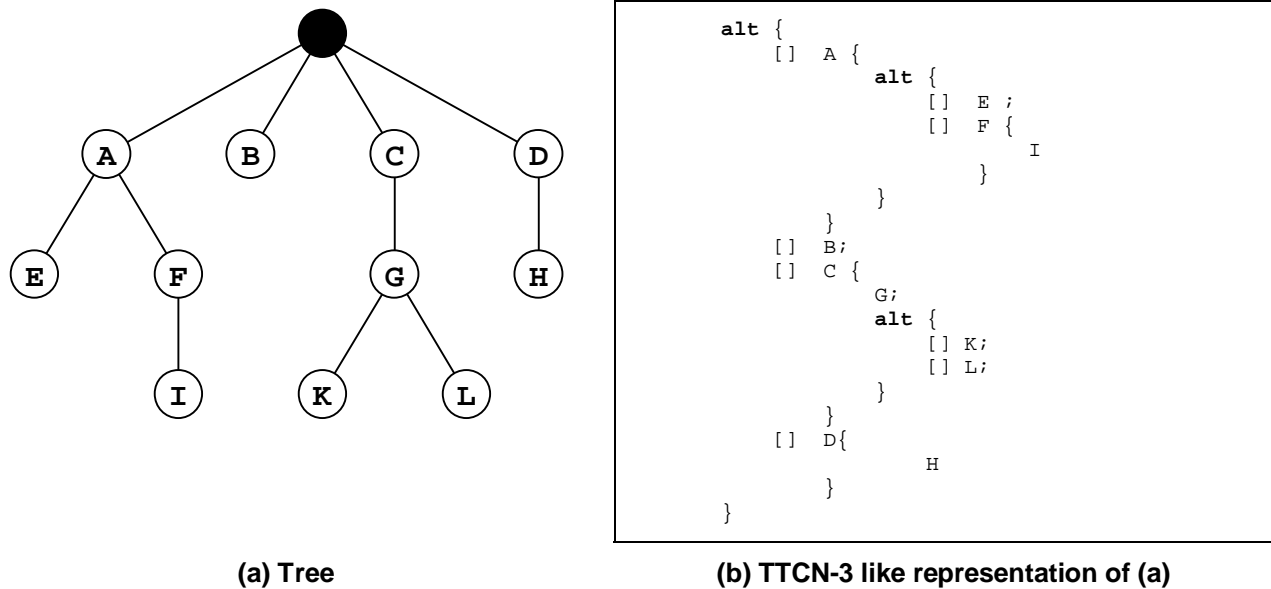 A B C D
E F G H
I K L
(a) Tree
alt {
[] A {
alt {
[] E ;
[] F {
I
}
}
}
[] B;
[] C {
G;
alt {
[] K;
[] L;
}
}
[] D{
H
}
}
(b) TTCN-3 like representation of (a)